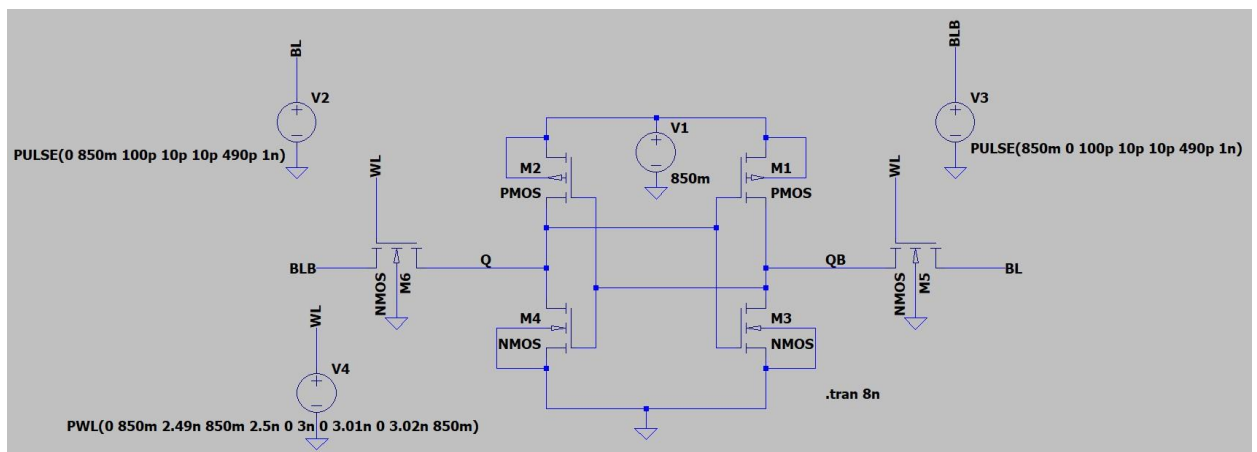 BL
BLB
V2
V3
V1
PULSE(0 850m 100p 10p 10p 490p 1n)
PULSE(850m 0 100p 10p 10p 490p 1n)
WL
M2
850m
M1
WL
PMOS
PMOS
BLB
NMOS
M6
Q
QB
NMOS
M5
BL
WL
M4
M3
NMOS
NMOS
V4
.tran 8n
PWL(0 850m 2.49n 850m 2.5n 0 3n 0 3.01n 0 3.02n 850m)